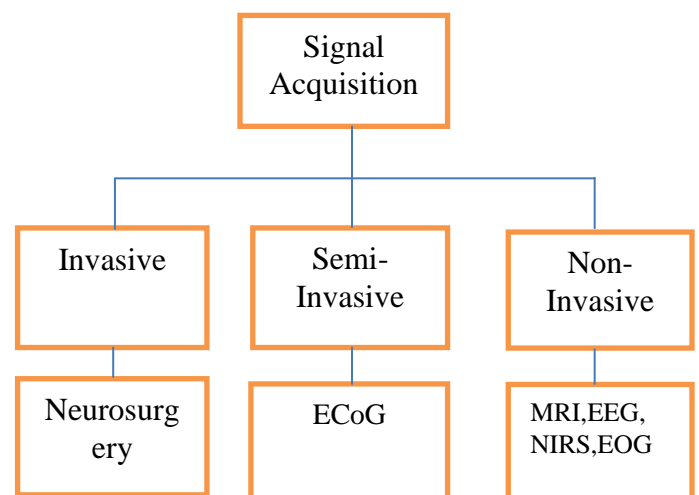 Signal
Acquisition
Invasive
Semi-
Invasive
Non-
Invasive
Neurosurg
ery
ECoG
MRI,EEG,
NIRS,EOG